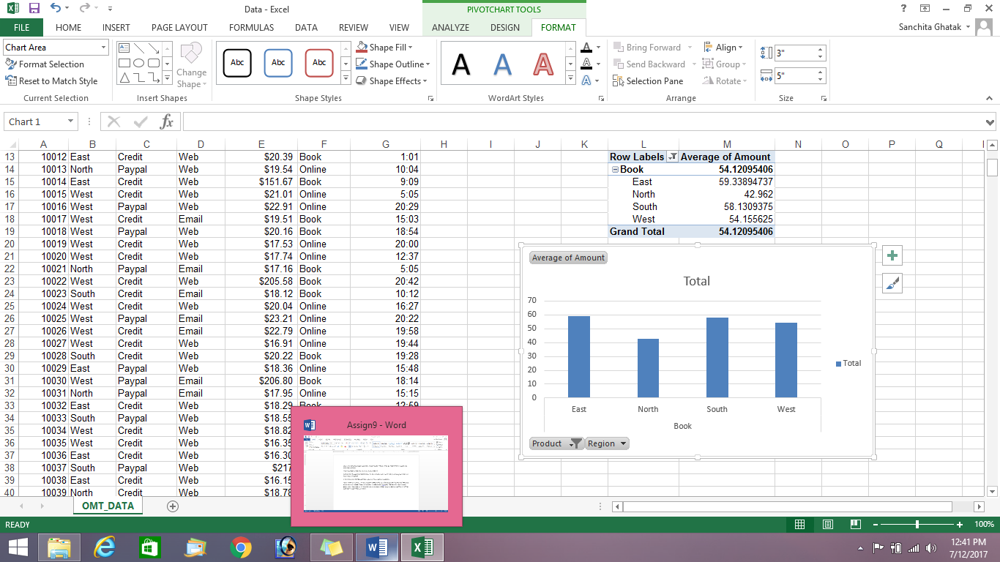 Data - Excel
PIVOTCHART TOOLS
?
FILE HOME INSERT PAGE LAYOUT FORMULAS DATA REVIEW VIEW ANALYZE DESIGN FORMAT Sanchita Ghatak
Chart Area
Format Selection
Reset to Match Style
Current Selection
Change
Shape
Insert Shapes
Abc Abc Abc
Shape Fill
Shape Outline
Shape Effects
Shape Styles
A A A
WordArt Styles
Bring Forward
Send Backward
Selection Pane
Align
Group
Rotate
Arrange
3"
5"
Size
Chart 1
fx
A B C D E F G H I J K L M N O P Q
13 10012 East Credit Web $20.39 Book 1:01
14 10013 North Paypal Web $19.54 Online 10:04
15 10014 East Credit Web $151.67 Book 9:09
16 10015 West Credit Web $21.01 Online 5:05
17 10016 West Paypal Web $22.91 Online 20:29
18 10017 West Credit Email $19.51 Book 15:03
19 10018 West Paypal Web $20.16 Book 18:54
20 10019 West Credit Web $17.53 Online 20:00
21 10020 West Credit Web $17.74 Online 12:37
22 10021 North Paypal Email $17.16 Book 5:05
23 10022 West Credit Web $205.58 Book 20:42
24 10023 South Credit Email $18.12 Book 10:12
25 10024 West Credit Web $20.04 Online 16:27
26 10025 West Paypal Email $23.21 Online 20:22
27 10026 West Credit Email $22.79 Online 19:58
28 10027 West Credit Web $16.91 Online 19:44
29 10028 South Credit Web $20.22 Book 19:28
30 10029 East Paypal Web $18.36 Online 15:48
31 10030 West Paypal Email $206.80 Book 18:14
32 10031 North Paypal Email $17.95 Online 15:15
33 10032 East Credit Web $18.29 Book 12:59
34 10033 South Paypal Web $18.55
35 10034 West Credit Web $18.82
36 10035 West Credit Web $16.35
37 10036 East Credit Web $16.30
38 10037 South Paypal Web $217
39 10038 East Credit Web $16.15
40 10039 North Credit Web $18.78
Row Labels Average of Amount
Book 54.12095406
East 59.33894737
North 42.962
South 58.1309375
West 54.155625
Grand Total 54.12095406
Average of Amount
Total
70
60
50
40
30
20
10
0
East North South West
Book
Total
Product Region
Assign9 - Word
OMT_DATA
READY
100%
12:41 PM
7/12/2017